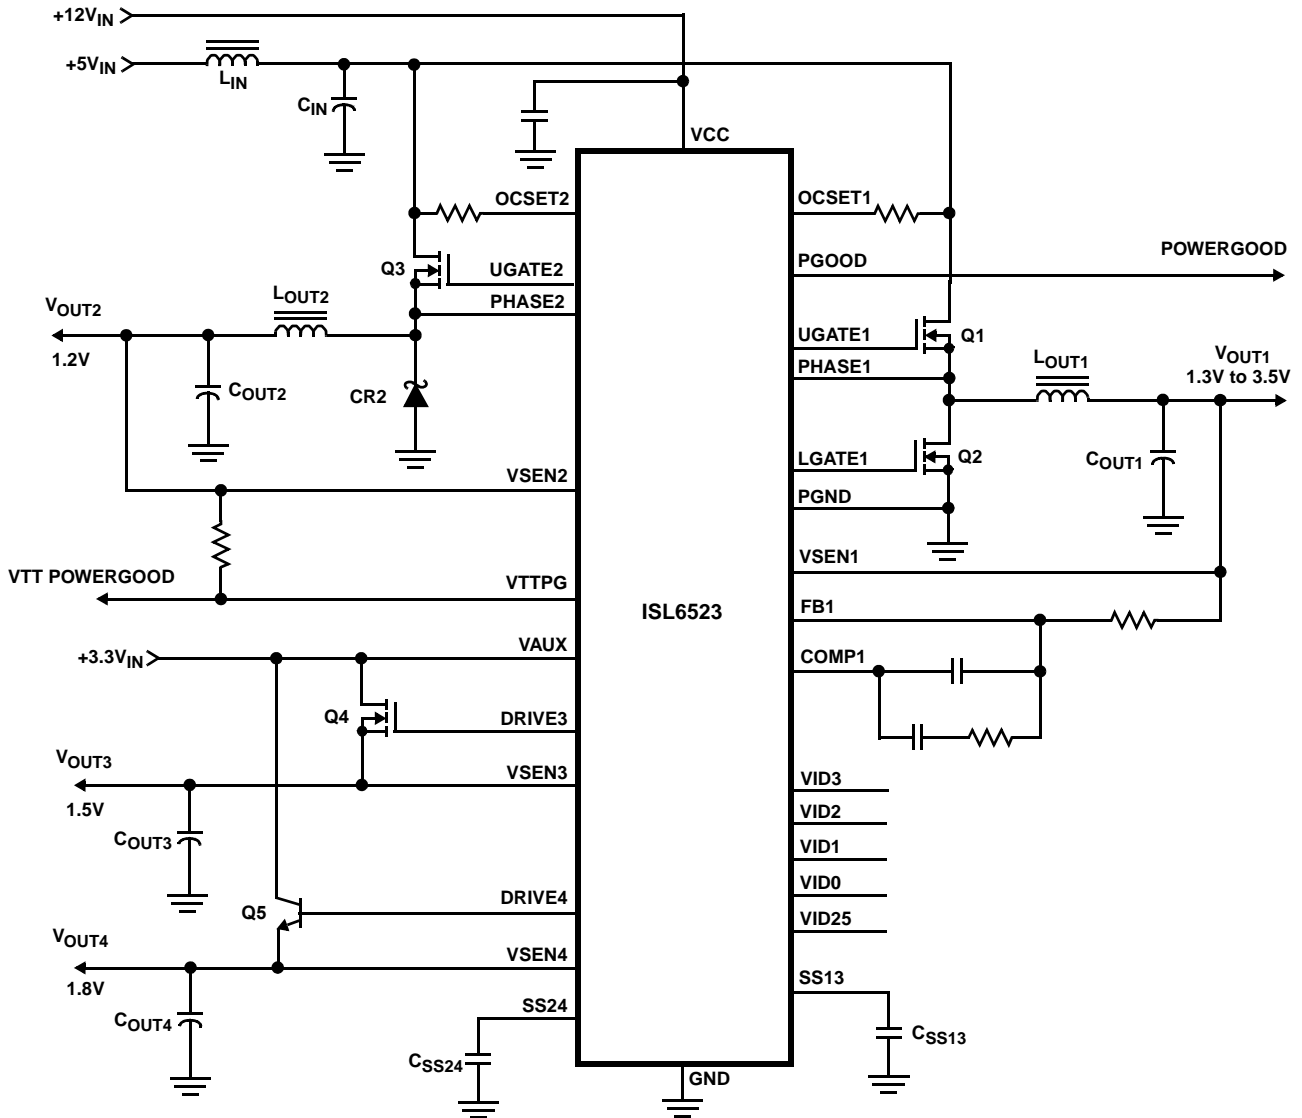 +12VIN
+5VIN
LIN
CIN
VCC
OCSET2
OCSET1
POWERGOOD
Q3
UGATE2
PGOOD
VOUT2
LOUT2
PHASE2
1.2V
UGATE1
Q1
PHASE1
LOUT1
VOUT1
1.3V to 3.5V
COUT2
CR2
LGATE1
Q2
COUT1
VSEN2
PGND
VSEN1
VTT POWERGOOD
VTTPG
ISL6523
FB1
+3.3VIN
VAUX
COMP1
Q4
DRIVE3
VOUT3
VSEN3
VID3
1.5V
VID2
COUT3
VID1
Q5
DRIVE4
VID0
VID25
VOUT4
VSEN4
1.8V
SS13
SS24
COUT4
CSS13
CSS24
GND